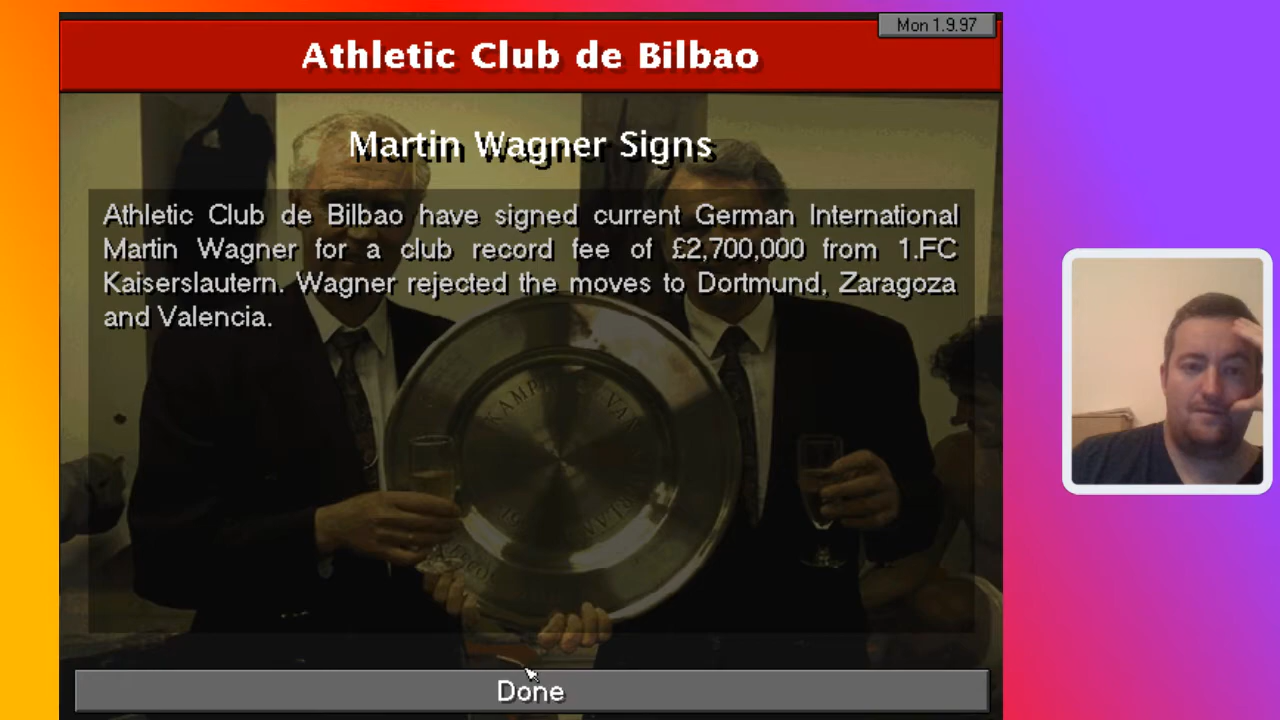 Mon 1.9.97
Athletic Club de Bilbao
Martin Wagner Signs
Athletic Club de Bilbao have signed current German International
Martin Wagner for a club record fee of £2,700,000 from 1.FC
Kaiserslautern. Wagner rejected the moves to Dortmund, Zaragoza
and Valencia.
KAMP
VAN
Done